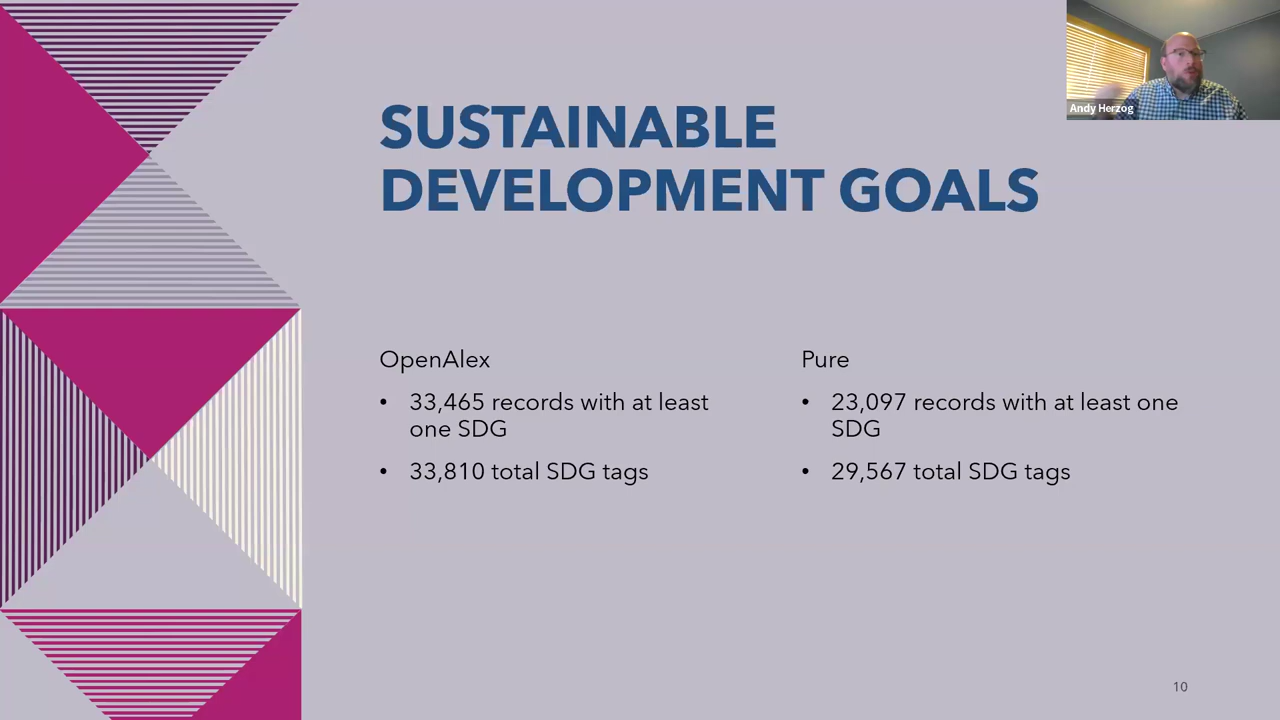 Andy Herzog
SUSTAINABLE
DEVELOPMENT GOALS
OpenAlex
• 33,465 records with at least
one SDG
• 33,810 total SDG tags
Pure
• 23,097 records with at least one
SDG
• 29,567 total SDG tags
10